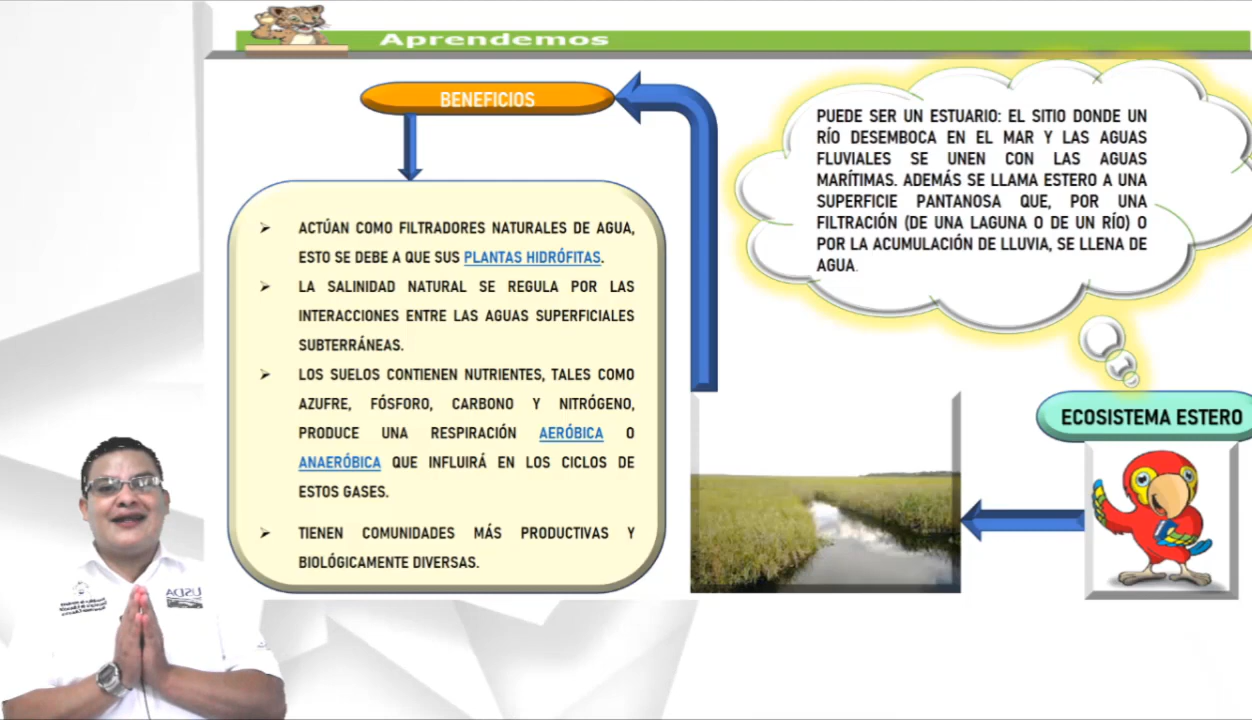 Aprendemos
BENEFICIOS
PUEDE SER UN ESTUARIO: EL SITIO DONDE UN
RÍO DESEMBOCA EN EL MAR Y LAS AGUAS
FLUVIALES SE UNEN CON LAS AGUAS
MARÍTIMAS. ADEMÁS SE LLAMA ESTERO A UNA
SUPERFICIE PANTANOSA QUE, POR UNA
FILTRACIÓN (DE UNA LAGUNA O DE UN RÍO) O
POR LA ACUMULACIÓN DE LLUVIA, SE LLENA DE
AGUA.
➢ ACTÚAN COMO FILTRADORES NATURALES DE AGUA,
ESTO SE DEBE A QUE SUS PLANTAS HIDRÓFITAS.
➢ LA SALINIDAD NATURAL SE REGULA POR LAS
INTERACCIONES ENTRE LAS AGUAS SUPERFICIALES
SUBTERRÁNEAS.
➢ LOS SUELOS CONTIENEN NUTRIENTES, TALES COMO
AZUFRE, FÓSFORO, CARBONO Y NITRÓGENO,
PRODUCE UNA RESPIRACIÓN AERÓBICA O
ANAERÓBICA QUE INFLUIRÁ EN LOS CICLOS DE
ESTOS GASES.
➢ TIENEN COMUNIDADES MÁS PRODUCTIVAS Y
BIOLÓGICAMENTE DIVERSAS.
ECOSISTEMA ESTERO
USDA